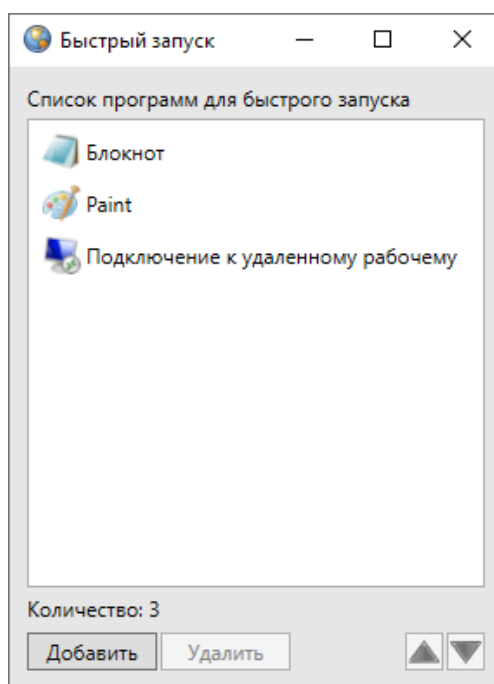 Быстрый запуск
Список программ для быстрого запуска
Блокнот
Paint
Подключение к удаленному рабочему
Количество: 3
Добавить Удалить